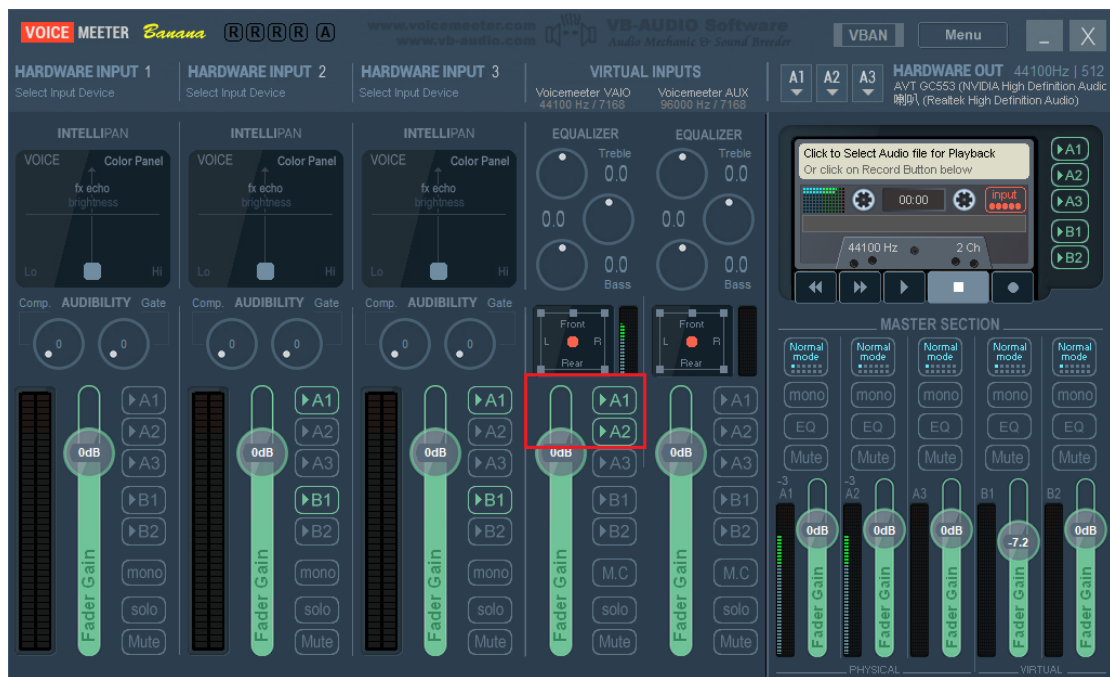 VOICE MEETER Banana R R R R A www.voicemeeter.com VB-AUDIO Software VBAN Menu _ X
www.vb-audio.com Audio Mechanic & Sound Breeder
HARDWARE INPUT 1 HARDWARE INPUT 2 HARDWARE INPUT 3 VIRTUAL INPUTS A1 A2 A3 HARDWARE OUT 44100Hz | 512
Select Input Device Select Input Device Select Input Device Voicemeeter VAIO Voicemeeter AUX AVT GC553 (NVIDIA High Definition Audio
44100 Hz / 7168 96000 Hz / 7168 喇叭 (Realtek High Definition Audio)
INTELLIPAN INTELLIPAN INTELLIPAN EQUALIZER EQUALIZER
VOICE Color Panel VOICE Color Panel VOICE Color Panel Treble Treble
0.0 0.0
fx echo fx echo fx echo
brightness brightness brightness
0.0 0.0
Lo Hi Lo Hi Lo Hi 0.0 0.0
Bass Bass
Click to Select Audio file for Playback A1
Or click on Record Button below A2
00:00 input A3
B1
44100 Hz 2 Ch B2
Comp. AUDIBILITY Gate Comp. AUDIBILITY Gate Comp. AUDIBILITY Gate
0 0 0 0 0 0
Front Front
L R L R
Rear Rear
A1 A1 A1 A1 A1
A2 A2 A2 A2 A2
0dB 0dB 0dB 0dB 0dB
A3 A3 A3 A3 A3
B1 B1 B1 B1 B1
B2 B2 B2 B2 B2
mono mono mono M.C M.C
solo solo solo solo solo
Mute Mute Mute Mute Mute
Fader Gain Fader Gain Fader Gain Fader Gain Fader Gain
MASTER SECTION
Normal Normal Normal Normal Normal
mode mode mode mode mode
mono mono mono mono mono
EQ EQ EQ EQ EQ
Mute Mute Mute Mute Mute
-3 -3
A1 A2 A3 B1 B2
0dB 0dB 0dB -7.2 0dB
Fader Gain Fader Gain Fader Gain Fader Gain Fader Gain
PHYSICAL VIRTUAL